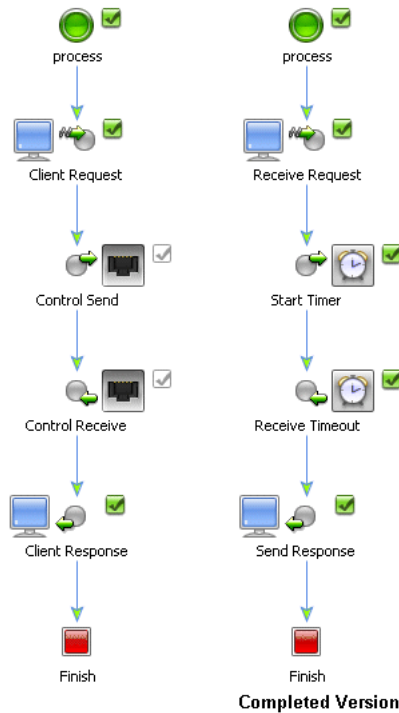 process
Client Request
Control Send
Control Receive
Client Response
Finish
process
Receive Request
Start Timer
Receive Timeout
Send Response
Finish
Completed Version